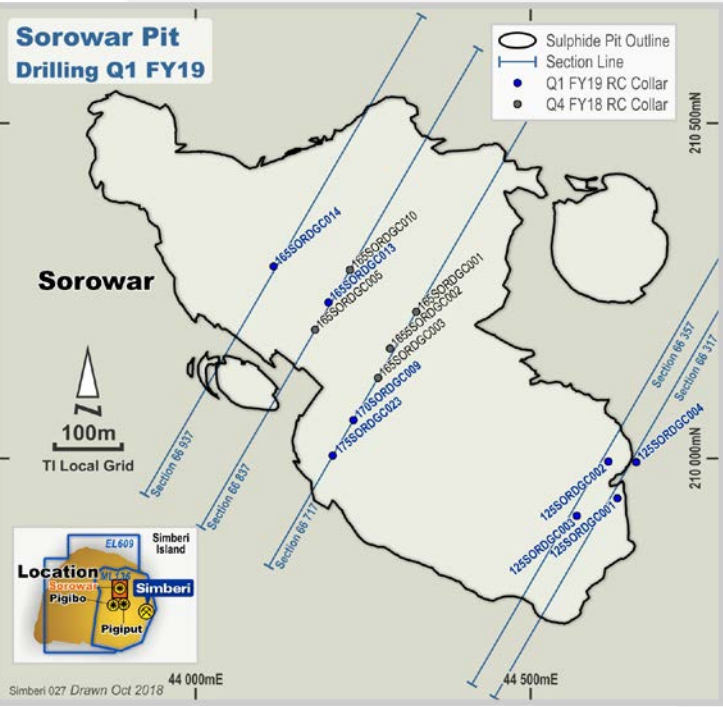 Sorowar Pit
Drilling Q1 FY19
Sulphide Pit Outline
Section Line
Q1 FY19 RC Collar
Q4 FY18 RC Collar
210 500mN
165SORDGC014
165SORDGC010
165SORDGC013
165SORDGC005
165SORDGC001
165SORDGC002
165SORDGC003
170SORDGC009
175SORDGC023
Sorowar
N
100m
TI Local Grid
Section 66 937
Section 66 837
Section 66 717
Section 66 357
Section 66 317
125SORDGC004
125SORDGC002
125SORDGC003
125SORDGC001
210 000mN
EL609
Simberi
Island
Location
ML136
Sorowar
Simberi
Pigibo
Pigiput
44 000mE
44 500mE
Simberi 027 Drawn Oct 2018